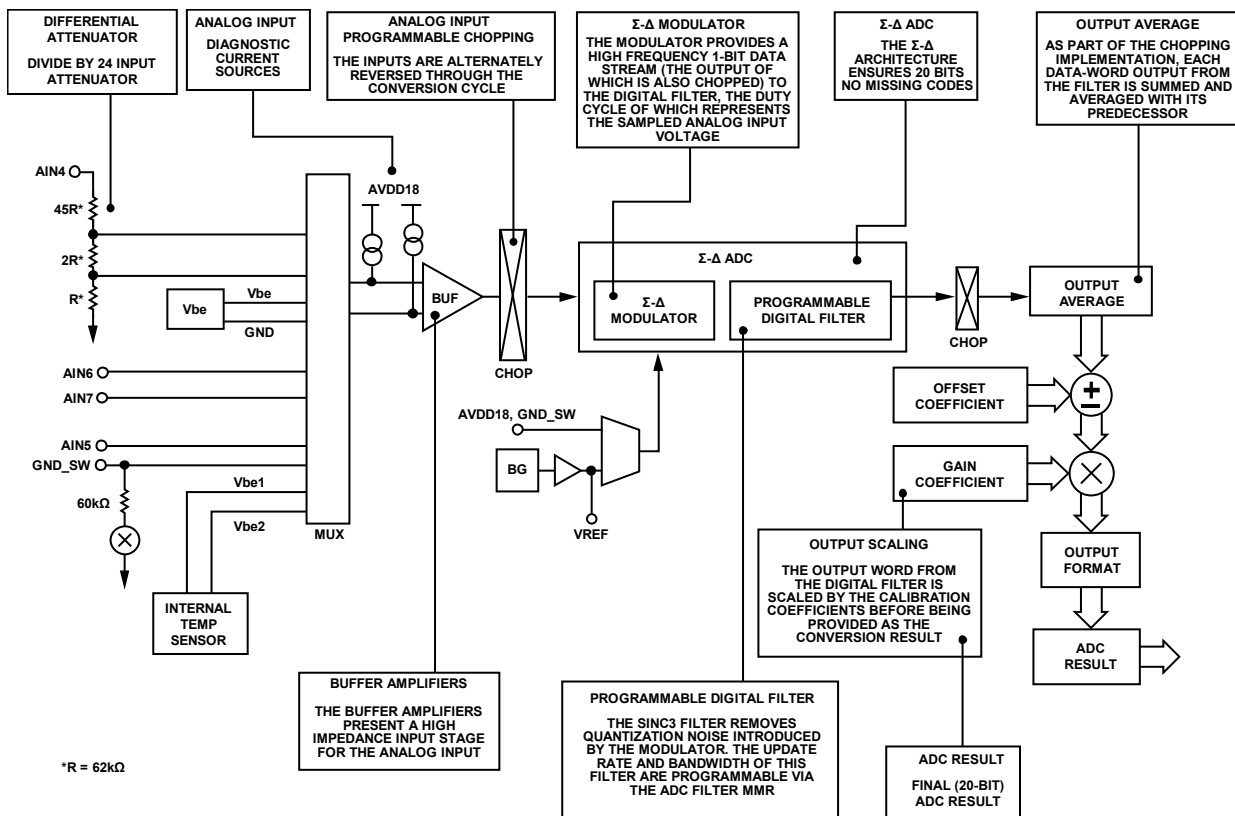 DIFFERENTIAL
ATTENUATOR
DIVIDE BY 24 INPUT
ATTENUATOR
ANALOG INPUT
DIAGNOSTIC
CURRENT
SOURCES
ANALOG INPUT
PROGRAMMABLE CHOPPING
THE INPUTS ARE ALTERNATELY
REVERSED THROUGH THE
CONVERSION CYCLE
Σ-Δ MODULATOR
THE MODULATOR PROVIDES A
HIGH FREQUENCY 1-BIT DATA
STREAM (THE OUTPUT OF
WHICH IS ALSO CHOPPED) TO
THE DIGITAL FILTER, THE DUTY
CYCLE OF WHICH REPRESENTS
THE SAMPLED ANALOG INPUT
VOLTAGE
Σ-Δ ADC
THE Σ-Δ
ARCHITECTURE
ENSURES 20 BITS
NO MISSING CODES
OUTPUT AVERAGE
AS PART OF THE CHOPPING
IMPLEMENTATION, EACH
DATA-WORD OUTPUT FROM
THE FILTER IS SUMMED AND
AVERAGED WITH ITS
PREDECESSOR
AIN4
45R*
2R*
R*
Vbe
Vbe
GND
AIN6
AIN7
AIN5
GND_SW
60kΩ
Vbe1
Vbe2
INTERNAL
TEMP
SENSOR
MUX
AVDD18
BUF
CHOP
Σ-Δ ADC
Σ-Δ
MODULATOR
PROGRAMMABLE
DIGITAL FILTER
CHOP
OUTPUT
AVERAGE
AVDD18, GND_SW
BG
VREF
OFFSET
COEFFICIENT
±
GAIN
COEFFICIENT
×
OUTPUT
FORMAT
ADC
RESULT
OUTPUT SCALING
THE OUTPUT WORD FROM
THE DIGITAL FILTER IS
SCALED BY THE CALIBRATION
COEFFICIENTS BEFORE BEING
PROVIDED AS THE
CONVERSION RESULT
BUFFER AMPLIFIERS
THE BUFFER AMPLIFIERS
PRESENT A HIGH
IMPEDANCE INPUT STAGE
FOR THE ANALOG INPUT
PROGRAMMABLE DIGITAL FILTER
THE SINC3 FILTER REMOVES
QUANTIZATION NOISE INTRODUCED
BY THE MODULATOR. THE UPDATE
RATE AND BANDWIDTH OF THIS
FILTER ARE PROGRAMMABLE VIA
THE ADC FILTER MMR
ADC RESULT
FINAL (20-BIT)
ADC RESULT
*R = 62kΩ